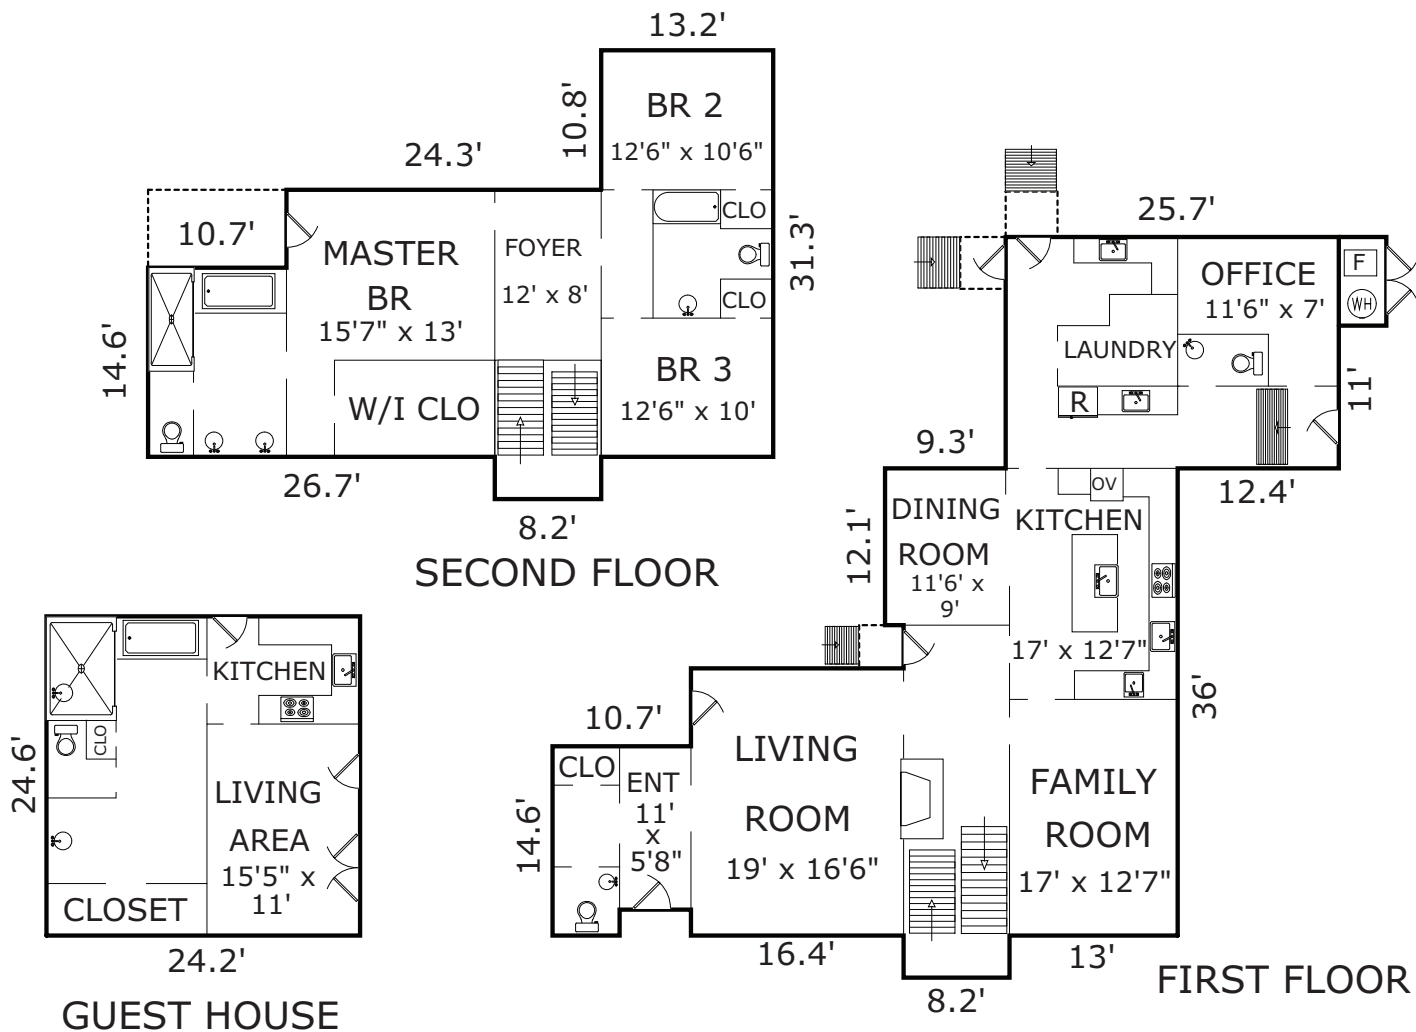 13.2'
10.8'
BR 2
12'6" x 10'6"
24.3'
10.7'
MASTER
BR
15'7" x 13'
FOYER
12' x 8'
CLO
CLO
31.3'
14.6'
W/I CLO
BR 3
12'6" x 10'
26.7'
8.2'
SECOND FLOOR
25.7'
OFFICE
11'6" x 7'
F
WH
LAUNDRY
R
11'
9.3'
12.4'
OV
DINING
ROOM
11'6' x
9'
KITCHEN
17' x 12'7"
12.1'
36'
10.7'
CLO
ENT
11'
x
5'8"
14.6'
LIVING
ROOM
19' x 16'6"
FAMILY
ROOM
17' x 12'7"
16.4'
8.2'
13'
FIRST FLOOR
KITCHEN
CLO
24.6'
LIVING
AREA
15'5" x
11'
CLOSET
24.2'
GUEST HOUSE